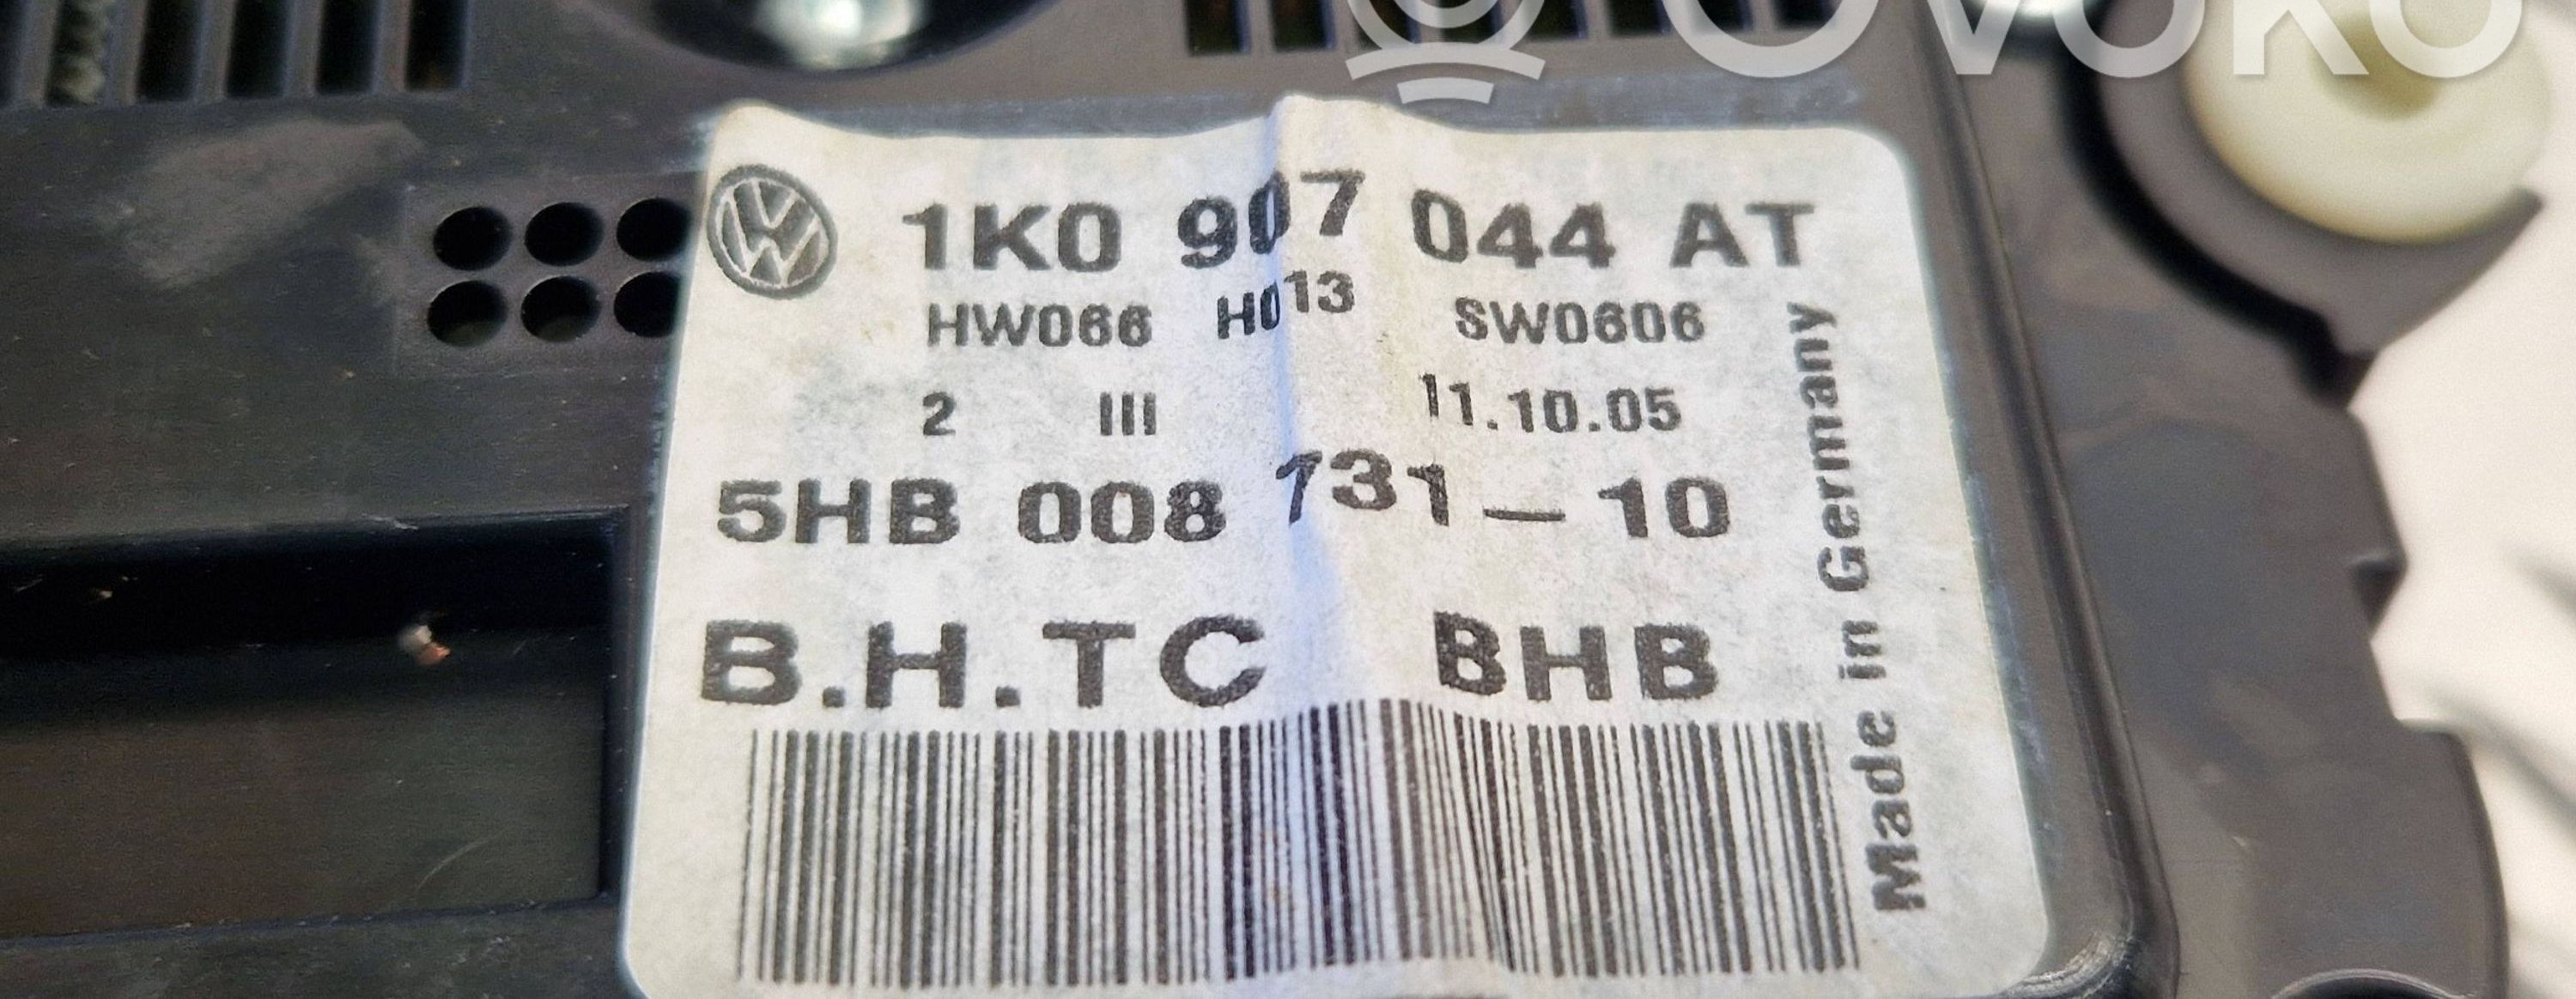 OVOKO
1K0 907 044 AT
HW066 H013 SW0606
2 III 11.10.05
5HB 008 731-10
B.H.TC BHB
Made in Germany